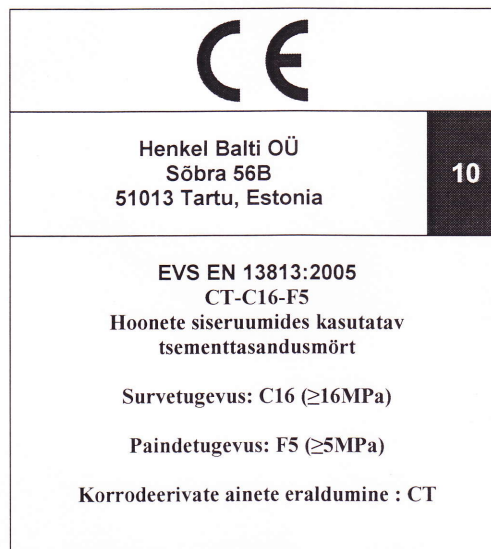 CE
Henkel Balti OÜ
Sõbra 56B
51013 Tartu, Estonia
10
EVS EN 13813:2005
CT-C16-F5
Hoonete siseruumides kasutatav
tsementtasandusmört
Survetugevus: C16 (≥16MPa)
Paindetugevus: F5 (≥5MPa)
Korrodeerivate ainete eraldumine : CT